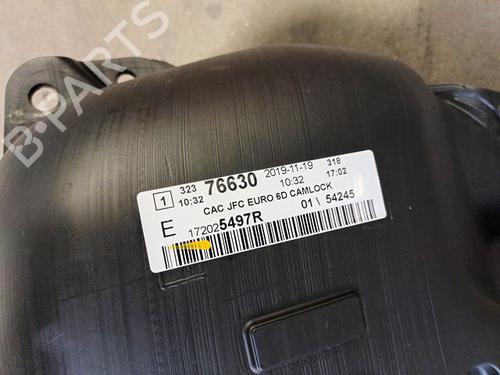 B-PARTS
1 323 76630 2019-11-19 318
10:32 10:32 17:02
CAC JFC EURO 6D CAMLOCK
E 172025497R 01 \ 54245